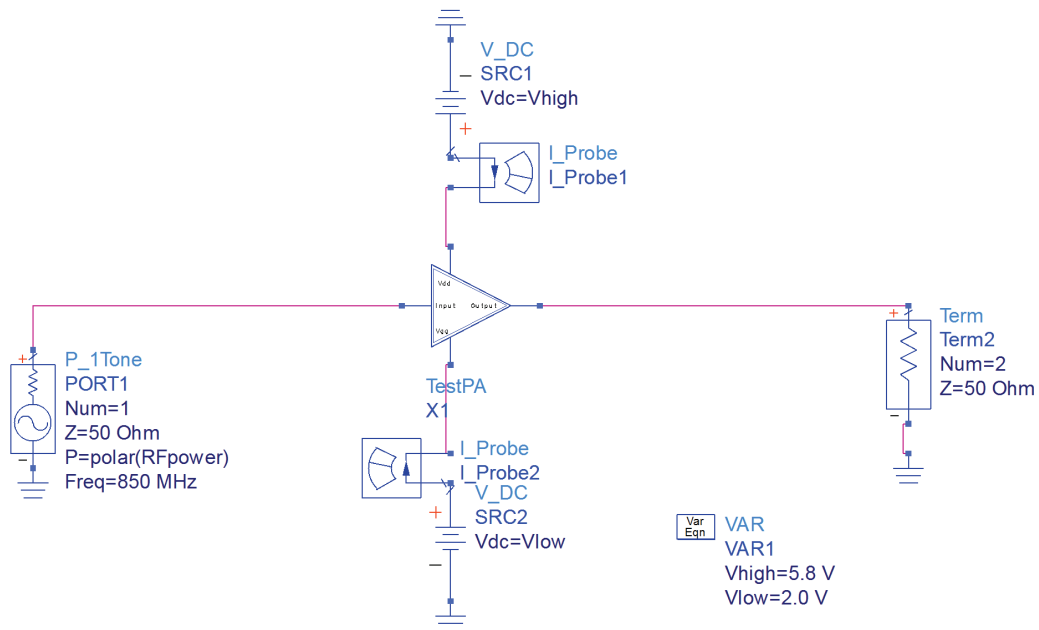 V_DC
SRC1
Vdc=Vhigh
I_Probe
I_Probe1
Vdd
Input
Output
Vgg
TestPA
X1
P_1Tone
PORT1
Num=1
Z=50 Ohm
P=polar(RFpower)
Freq=850 MHz
Term
Term2
Num=2
Z=50 Ohm
I_Probe
I_Probe2
V_DC
SRC2
Vdc=Vlow
Var
Eqn
VAR
VAR1
Vhigh=5.8 V
Vlow=2.0 V